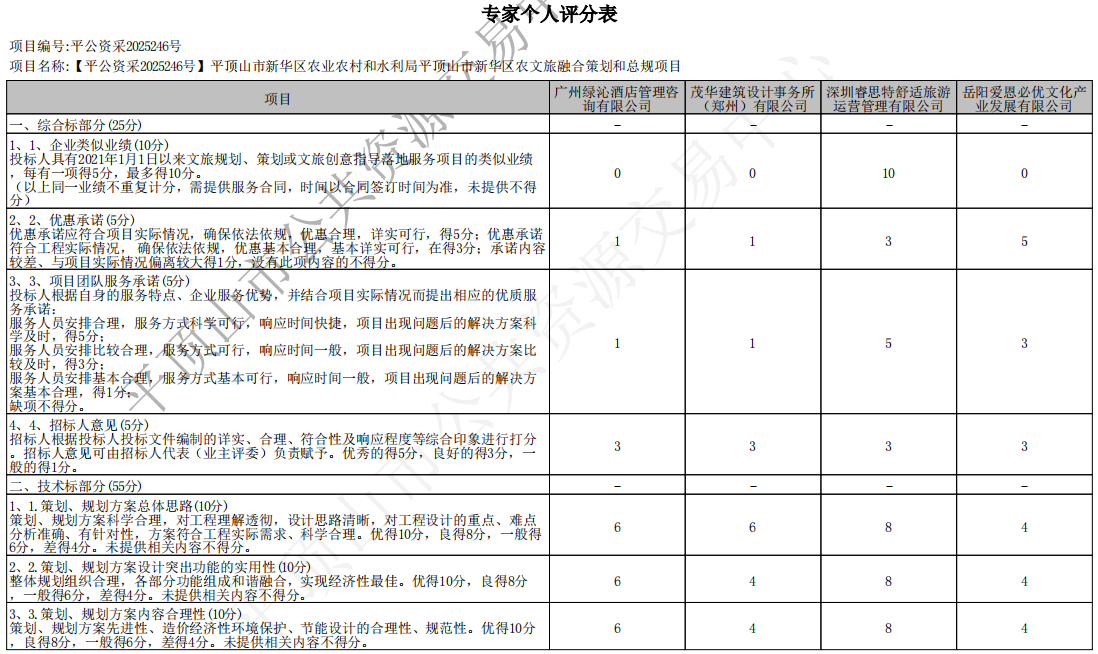 专家个人评分表
项目编号:平公资采2025246号
项目名称:【平公资采2025246号】平顶山市新华区农业农村和水利局平顶山市新华区农文旅融合策划和总规项目
项目
广州绿沁酒店管理咨
询有限公司
茂华建筑设计事务所
（郑州）有限公司
深圳睿思特舒适旅游
运营管理有限公司
岳阳爱恩必优文化产
业发展有限公司
一、综合标部分(25分) － － － －
1、1、企业类似业绩(10分)
投标人具有2021年1月1日以来文旅规划、策划或文旅创意指导落地服务项目的类似业绩
，每有一项得5分，最多得10分。
（以上同一业绩不重复计分，需提供服务合同，时间以合同签订时间为准，未提供不得
分）
0 0 10 0
2、2、优惠承诺(5分)
优惠承诺应符合项目实际情况，确保依法依规，优惠合理，详实可行，得5分；优惠承诺
符合工程实际情况， 确保依法依规，优惠基本合理，基本详实可行，在得3分；承诺内容
较差、与项目实际情况偏离较大得1分，没有此项内容的不得分。
1 1 3 5
3、3、项目团队服务承诺(5分)
投标人根据自身的服务特点、企业服务优势，并结合项目实际情况而提出相应的优质服
务承诺：
服务人员安排合理，服务方式科学可行，响应时间快捷，项目出现问题后的解决方案科
学及时，得5分；
服务人员安排比较合理，服务方式可行，响应时间一般，项目出现问题后的解决方案比
较及时，得3分；
服务人员安排基本合理，服务方式基本可行，响应时间一般，项目出现问题后的解决方
案基本合理，得1分；
缺项不得分。
1 1 5 3
4、4、招标人意见(5分)
招标人根据投标人投标文件编制的详实、合理、符合性及响应程度等综合印象进行打分
。招标人意见可由招标人代表（业主评委）负责赋予。优秀的得5分，良好的得3分，一
般的得1分。
3 3 3 3
二、技术标部分(55分) － － － －
1、1.策划、规划方案总体思路(10分)
策划、规划方案科学合理，对工程理解透彻，设计思路清晰，对工程设计的重点、难点
分析准确、有针对性，方案符合工程实际需求、科学合理。优得10分，良得8分，一般得
6分，差得4分。未提供相关内容不得分。
6 6 8 4
2、2.策划、规划方案设计突出功能的实用性(10分)
整体规划组织合理，各部分功能组成和谐融合，实现经济性最佳。优得10分，良得8分
，一般得6分，差得4分。未提供相关内容不得分。
6 4 8 4
3、3.策划、规划方案内容合理性(10分)
策划、规划方案先进性、造价经济性环境保护、节能设计的合理性、规范性。优得10分
，良得8分，一般得6分，差得4分。未提供相关内容不得分。
6 4 8 4
平顶山市公共资源交易中
平顶山市公共资源交易中心